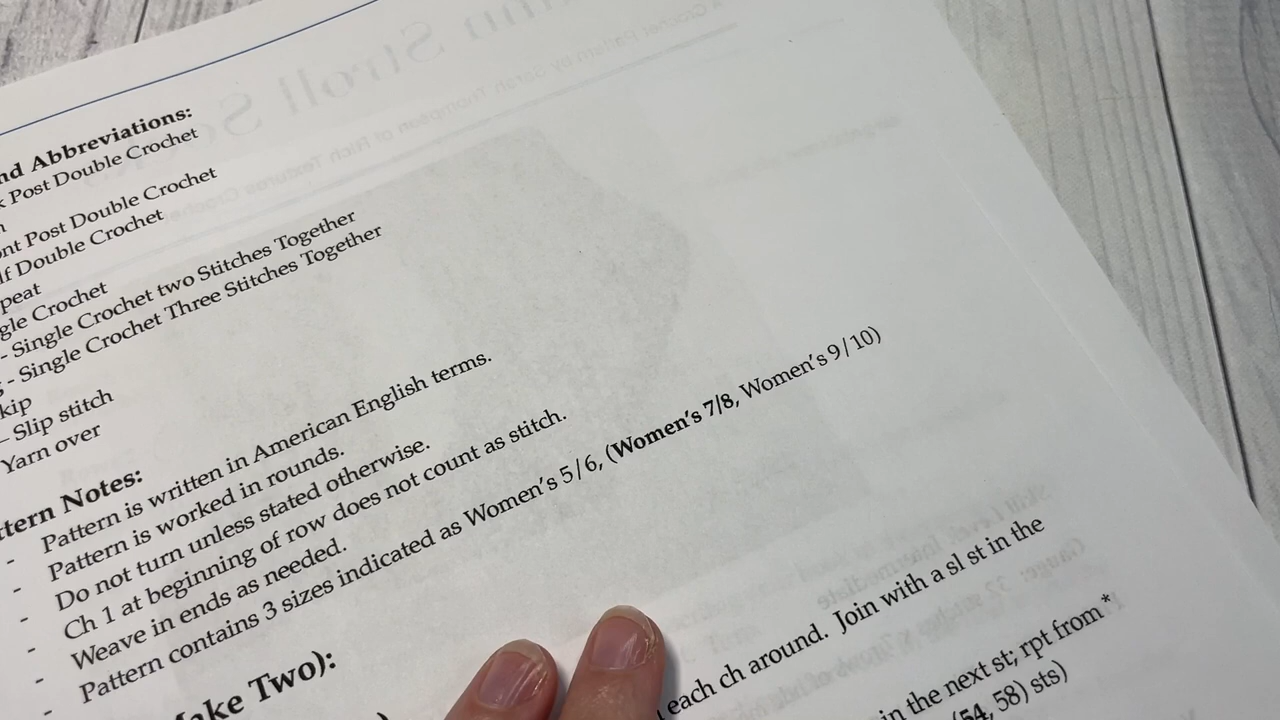 nd Abbreviations:
Post Double Crochet
nt Post Double Crochet
lf Double Crochet
peat
gle Crochet
- Single Crochet two Stitches Together
- Single Crochet Three Stitches Together
kip
- Slip stitch
Yarn over
tern Notes:
- Pattern is written in American English terms.
- Pattern is worked in rounds.
- Do not turn unless stated otherwise.
- Ch 1 at beginning of row does not count as stitch.
- Weave in ends as needed.
- Pattern contains 3 sizes indicated as Women's 5/6, (Women's 7/8, Women's 9/10)
ake Two):
each ch around. Join with a sl st in the
in the next st; rpt from *
(54, 58) sts)